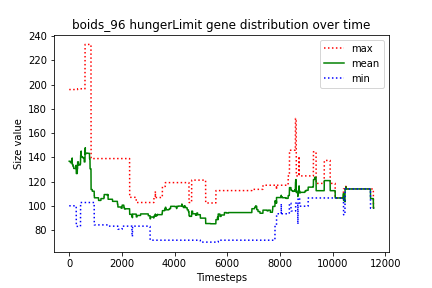 boids_96 hungerLimit gene distribution over time
240
220
200
180
160
140
120
100
80
Size value
max
mean
min
0
2000
4000
6000
8000
10000
12000
Timesteps